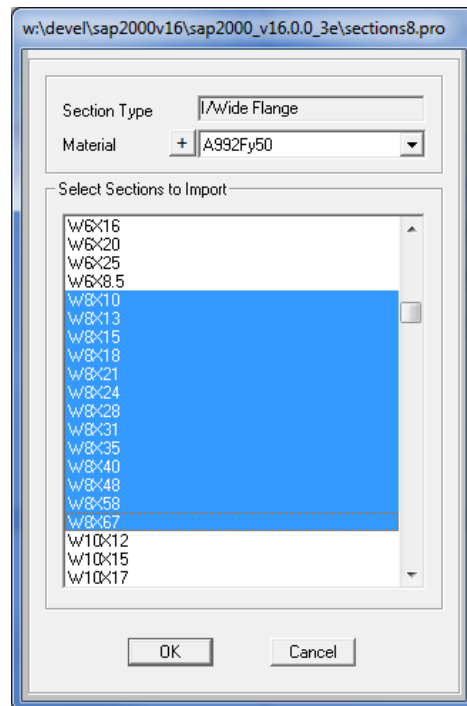 w:\devel\sap2000v16\sap2000_v16.0.0_3e\sections8.pro
Section Type I/Wide Flange
Material + A992Fy50
Select Sections to Import
W6X16
W6X20
W6X25
W6X8.5
W8X10
W8X13
W8X15
W8X18
W8X21
W8X24
W8X28
W8X31
W8X35
W8X40
W8X48
W8X58
W8X67
W10X12
W10X15
W10X17
OK Cancel